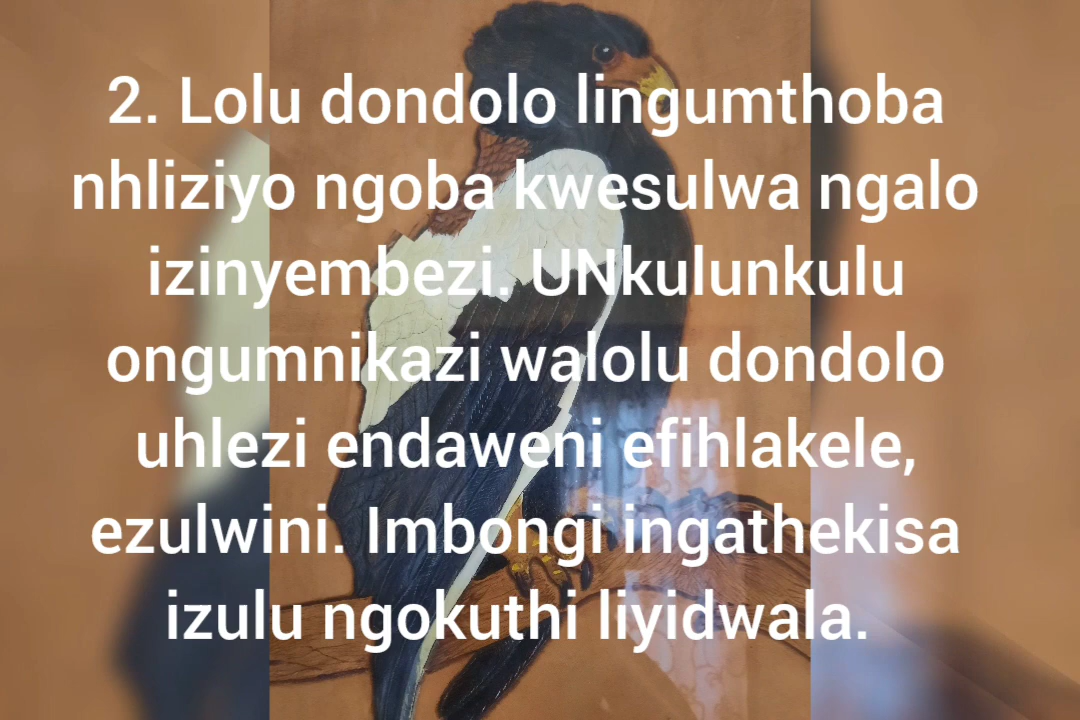 2. Lolu dondolo lingumthoba
nhliziyo ngoba kwesulwa ngalo
izinyembezi. UNkulunkulu
ongumnikazi walolu dondolo
uhlezi endaweni efihlakele,
ezulwini. Imbongi ingathekisa
izulu ngokuthi liyidwala.